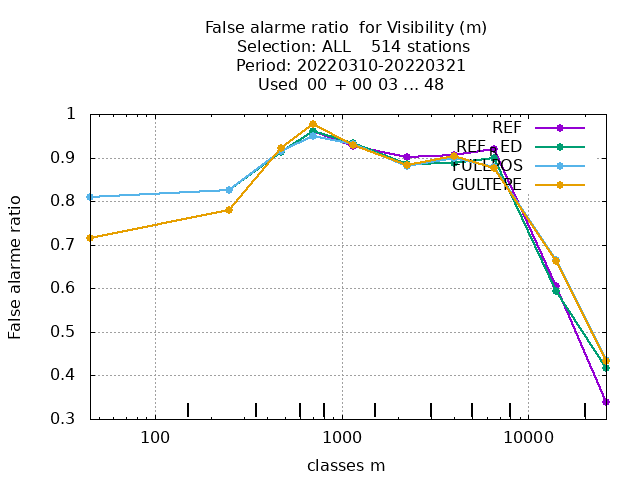 False alarme ratio  for Visibility (m)
Selection: ALL    514 stations
Period: 20220310-20220321
Used  00  + 00 03 ... 48
1
0.9
0.8
0.7
0.6
0.5
0.4
0.3
False alarme ratio
REF
GULTEPE
100
1000
10000
classes m